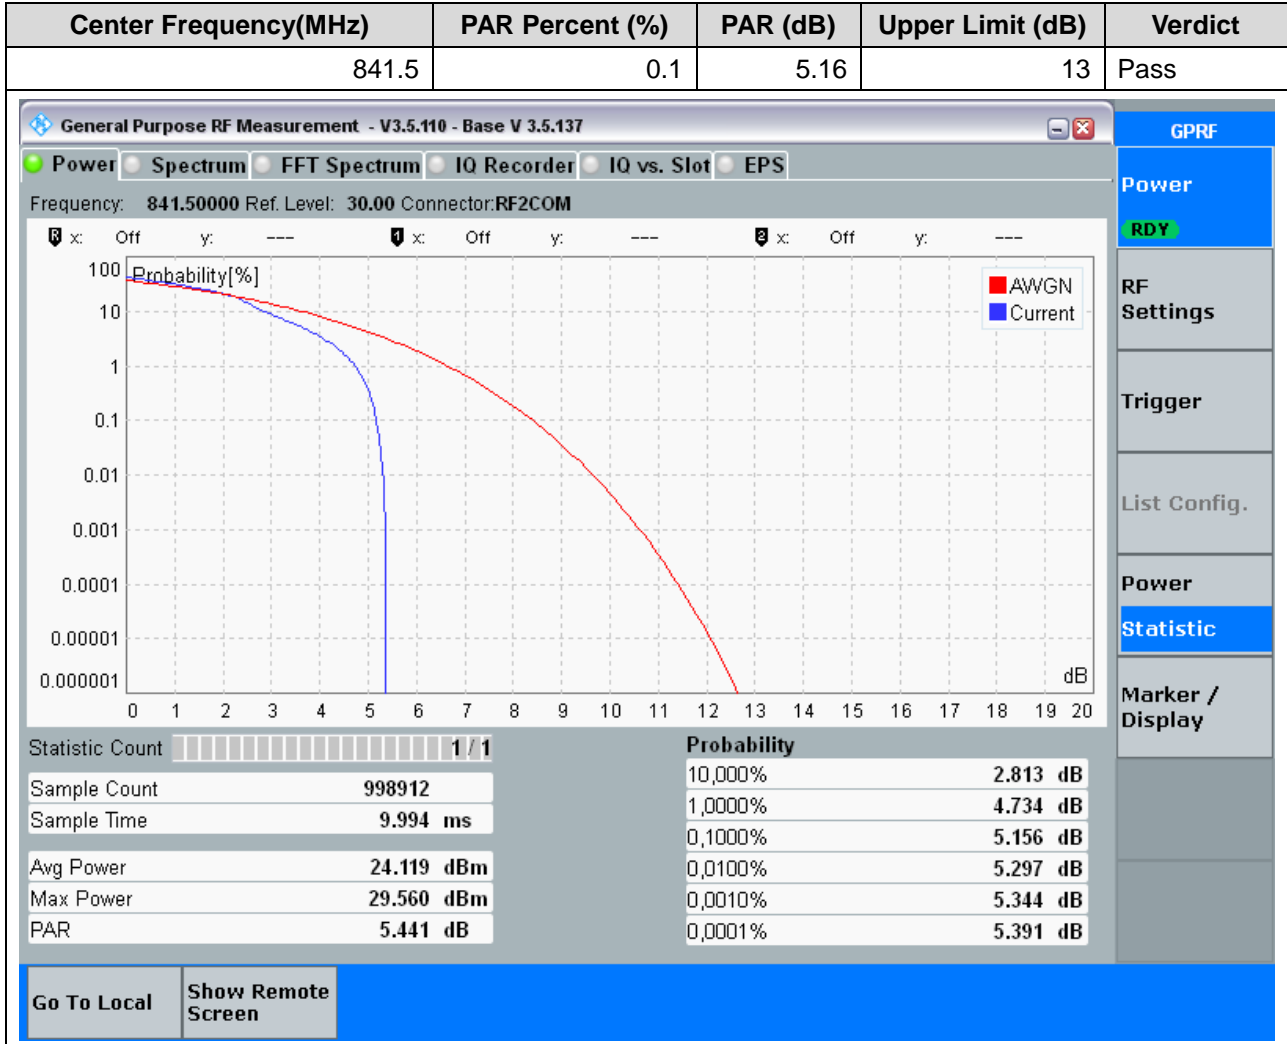 Center Frequency(MHz) PAR Percent (%) PAR (dB) Upper Limit (dB) Verdict
841.5 0.1 5.16 13 Pass
General Purpose RF Measurement - V3.5.110 - Base V 3.5.137
GPRF
Power Spectrum FFT Spectrum IQ Recorder IQ vs. Slot EPS
Frequency: 841.50000 Ref. Level: 30.00 Connector:RF2COM
R x: Off y: --- 1 x: Off y: --- 2 x: Off y: ---
Probability[%]
100
10
1
0.1
0.01
0.001
0.0001
0.00001
0.000001
AWGN
Current
dB
0 1 2 3 4 5 6 7 8 9 10 11 12 13 14 15 16 17 18 19 20
Statistic Count 1 / 1
Sample Count 998912
Sample Time 9.994 ms
Avg Power 24.119 dBm
Max Power 29.560 dBm
PAR 5.441 dB
Probability
10,000% 2.813 dB
1,0000% 4.734 dB
0,1000% 5.156 dB
0,0100% 5.297 dB
0,0010% 5.344 dB
0,0001% 5.391 dB
Power
RDY
RF
Settings
Trigger
List Config.
Power
Statistic
Marker /
Display
Go To Local
Show Remote
Screen